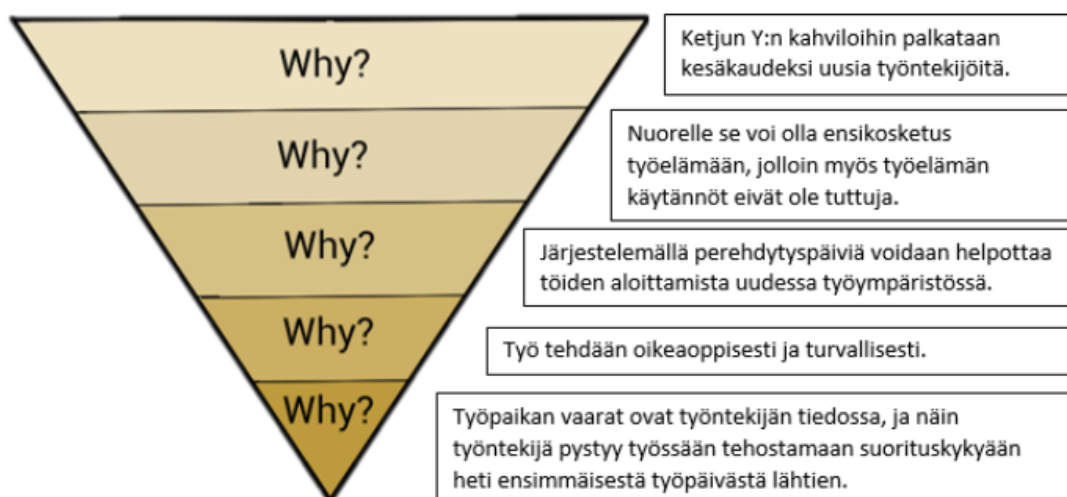 Why?
Ketjun Y:n kahviloihin palkataan
kesäkaudeksi uusia työntekijöitä.
Why?
Nuorelle se voi olla ensikosketus
työelämään, jolloin myös työelämän
käytännöt eivät ole tuttuja.
Why?
Järjestelemällä perehdytyspäiviä voidaan helpottaa
töiden aloittamista uudessa työympäristössä.
Why?
Työ tehdään oikeaoppisesti ja turvallisesti.
Why?
Työpaikan vaarat ovat työntekijän tiedossa, ja näin
työntekijä pystyy työssään tehostamaan suorituskykyään
heti ensimmäisestä työpäivästä lähtien.